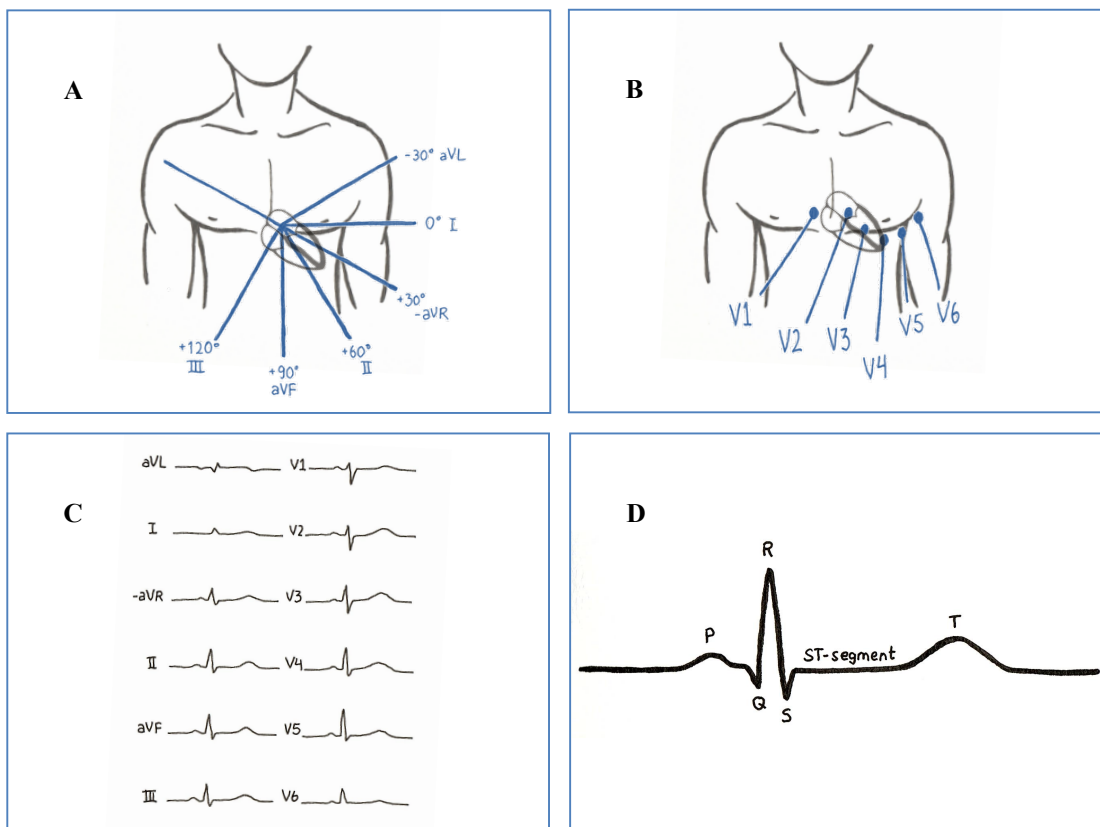 A
-30° aVL
0° I
+30°
-aVR
+60°
II
+90°
aVF
+120°
III
B
V1
V2
V3
V4
V5
V6
C
aVL V1
I V2
-aVR V3
II V4
aVF V5
III V6
D
R
P
T
ST-segment
Q
S